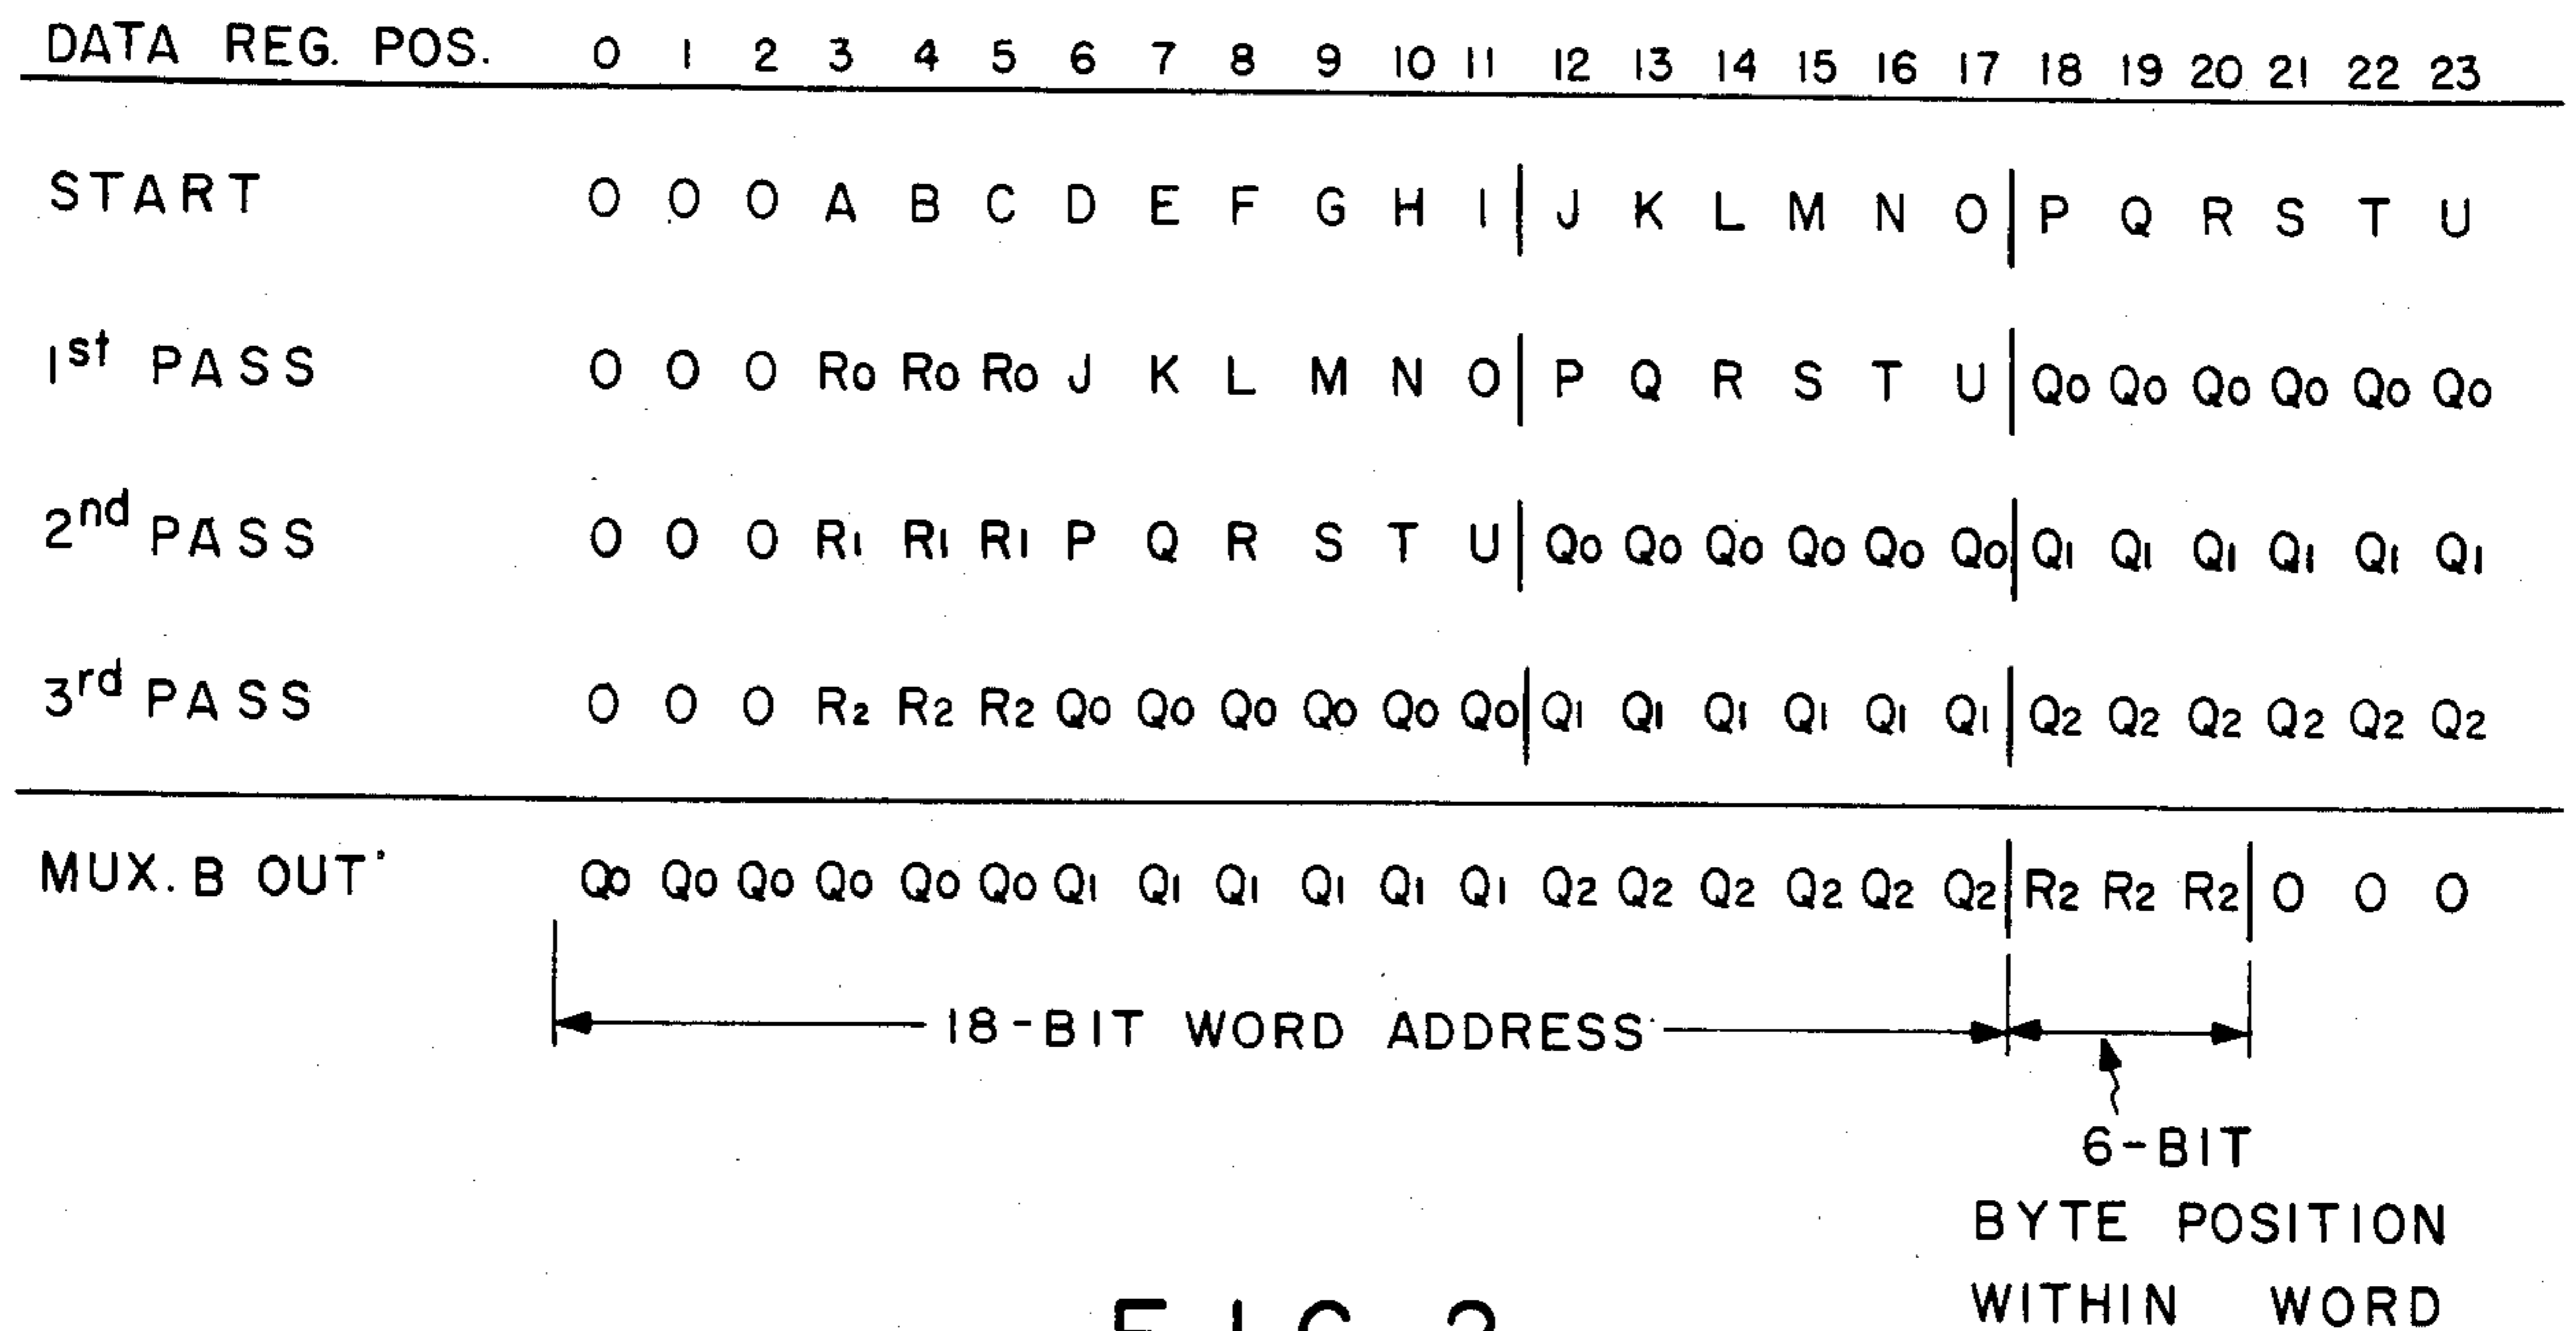 DATA REG. POS. 0 1 2 3 4 5 6 7 8 9 10 11 12 13 14 15 16 17 18 19 20 21 22 23
START 0 0 0 A B C D E F G H I | J K L M N O | P Q R S T U
1st PASS 0 0 0 R0 R0 R0 J K L M N O | P Q R S T U | Q0 Q0 Q0 Q0 Q0 Q0
2nd PASS 0 0 0 R1 R1 R1 P Q R S T U | Q0 Q0 Q0 Q0 Q0 Q0 | Q1 Q1 Q1 Q1 Q1 Q1
3rd PASS 0 0 0 R2 R2 R2 Q0 Q0 Q0 Q0 Q0 Q0 | Q1 Q1 Q1 Q1 Q1 Q1 | Q2 Q2 Q2 Q2 Q2 Q2
MUX. B OUT Q0 Q0 Q0 Q0 Q0 Q0 Q1 Q1 Q1 Q1 Q1 Q1 Q2 Q2 Q2 Q2 Q2 Q2 | R2 R2 R2 | 0 0 0
18-BIT WORD ADDRESS
6-BIT
BYTE POSITION
WITHIN WORD